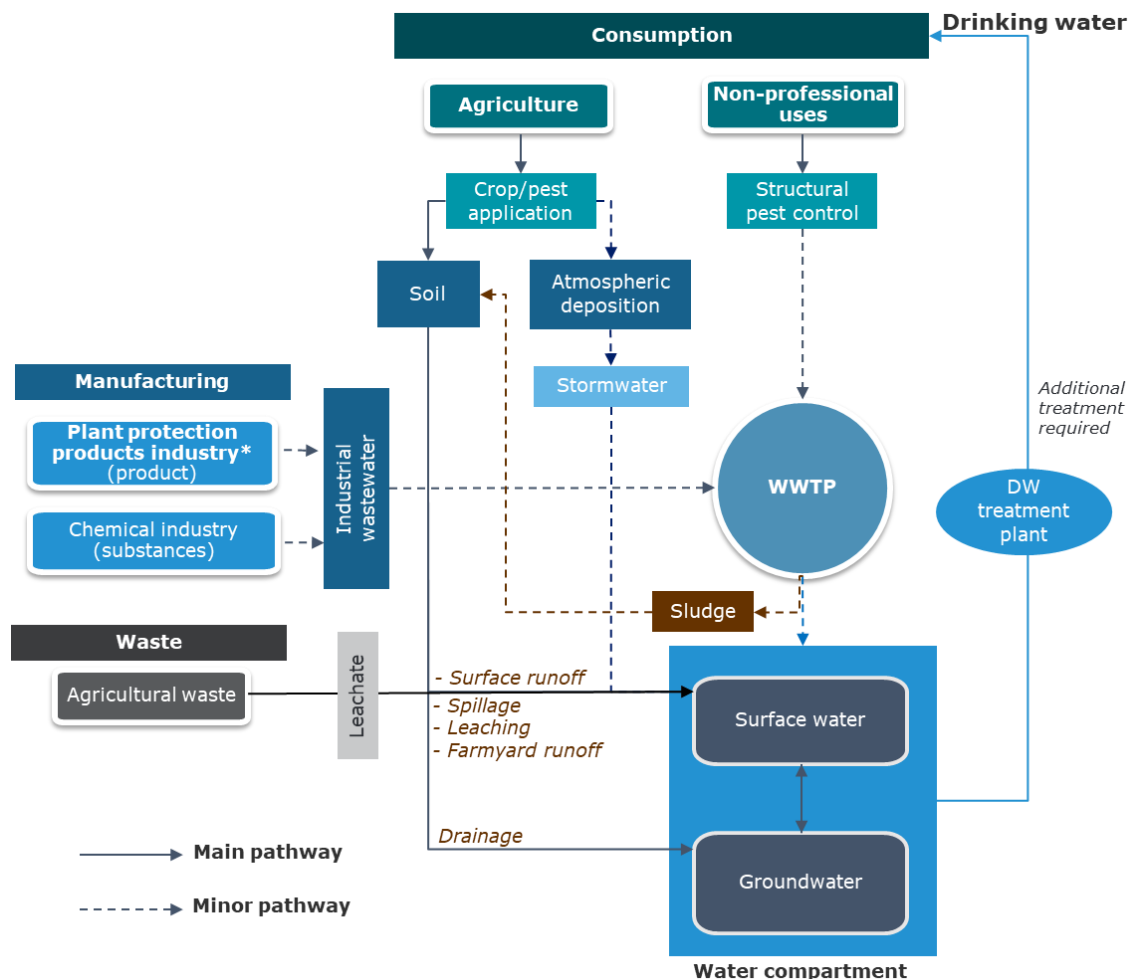 Drinking water
Consumption
Agriculture
Non-professional
uses
Crop/pest
application
Structural
pest control
Soil
Atmospheric
deposition
Stormwater
Manufacturing
Plant protection
products industry*
(product)
Chemical industry
(substances)
Industrial
wastewater
WWTP
Additional
treatment
required
DW
treatment
plant
Sludge
Waste
Agricultural waste
Leachate
- Surface runoff
- Spillage
- Leaching
- Farmyard runoff
Drainage
Surface water
Groundwater
Main pathway
Minor pathway
Water compartment